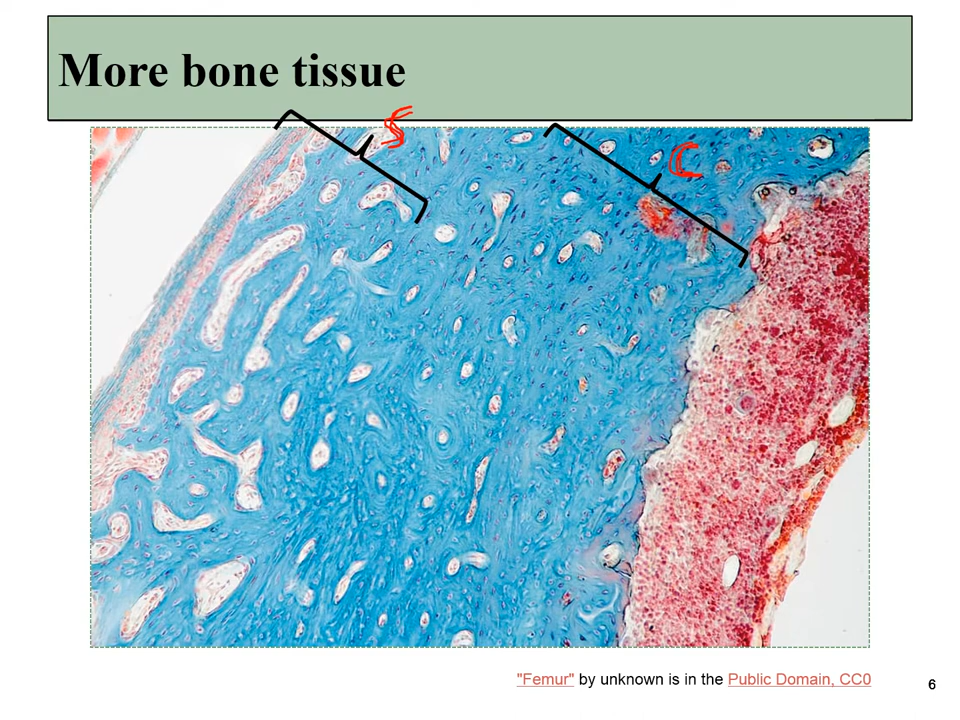 More bone tissue
S
C
"Femur" by unknown is in the Public Domain, CC0
6